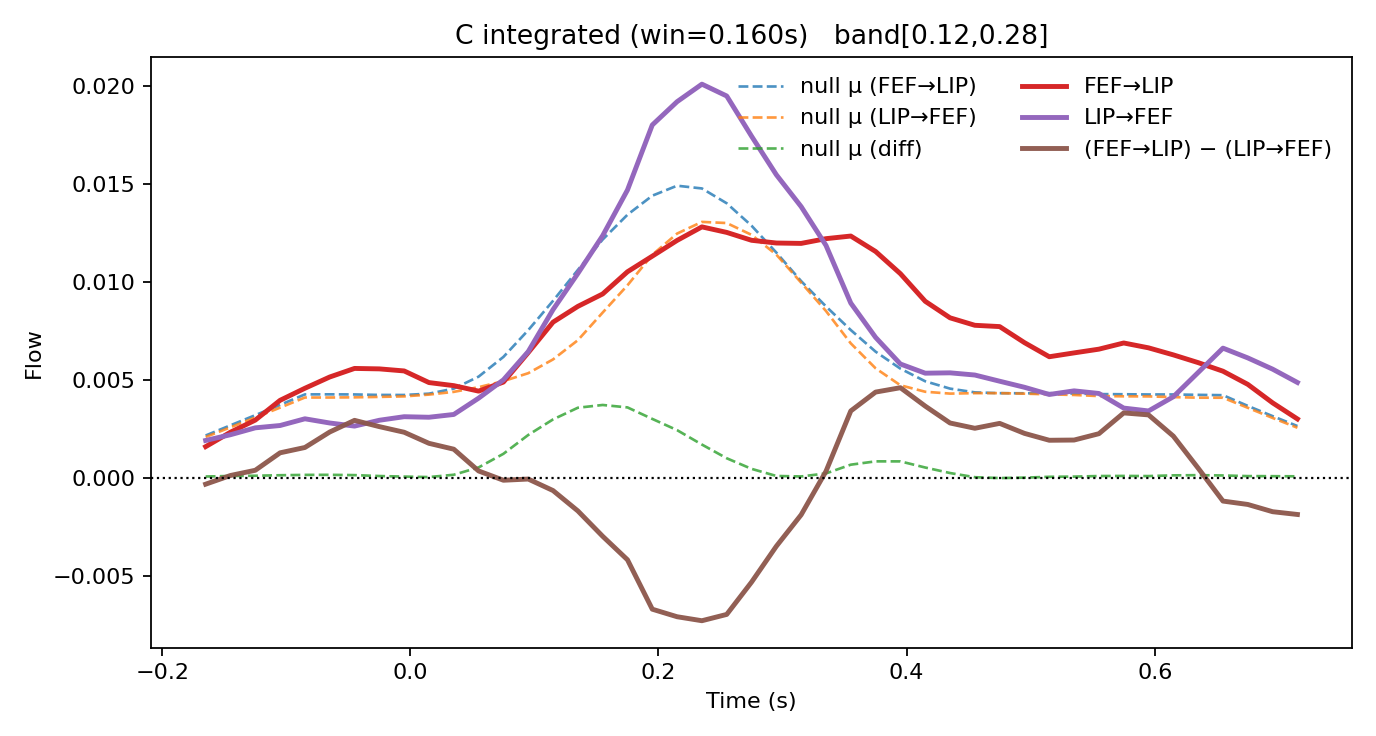 C integrated (win=0.160s)   band[0.12,0.28]
null μ (FEF→LIP)
null μ (LIP→FEF)
null μ (diff)
FEF→LIP
LIP→FEF
(FEF→LIP) − (LIP→FEF)
Flow
0.020
0.015
0.010
0.005
0.000
−0.005
−0.2
0.0
0.2
0.4
0.6
Time (s)